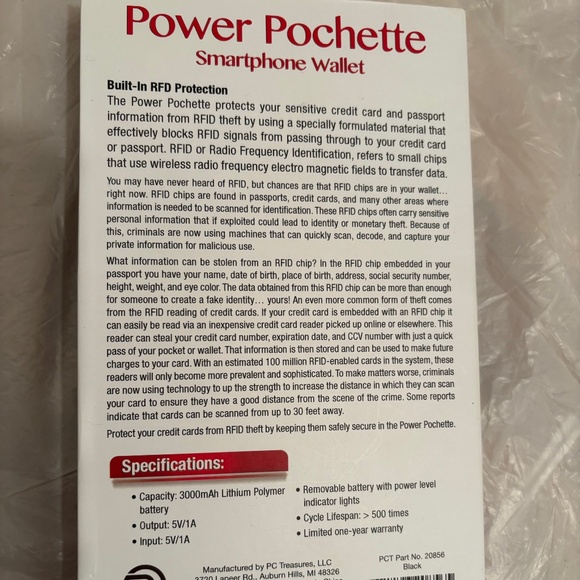 Power Pochette
Smartphone Wallet
Built-In RFD Protection
The Power Pochette protects your sensitive credit card and passport
information from RFID theft by using a specially formulated material that
effectively blocks RFID signals from passing through to your credit card
or passport. RFID or Radio Frequency Identification, refers to small chips
that use wireless radio frequency electro magnetic fields to transfer data.
You may have never heard of RFID, but chances are that RFID chips are in your wallet...
right now. RFID chips are found in passports, credit cards, and many other areas where
information is needed to be scanned for identification. These RFID chips often carry sensitive
personal information that if exploited could lead to identity or monetary theft. Because of
this, criminals are now using machines that can quickly scan, decode, and capture your
private information for malicious use.
What information can be stolen from an RFID chip? In the RFID chip embedded in your
passport you have your name, date of birth, place of birth, address, social security number,
height, weight, and eye color. The data obtained from this RFID chip can be more than enough
for someone to create a fake identity... yours! An even more common form of theft comes
from the RFID reading of credit cards. If your credit card is embedded with an RFID chip it
can easily be read via an inexpensive credit card reader picked up online or elsewhere. This
reader can steal your credit card number, expiration date, and CCV number with just a quick
pass of your pocket or wallet. That information is then stored and can be used to make future
charges to your card. With an estimated 100 million RFID-enabled cards in the system, these
readers will only become more prevalent and sophisticated. To make matters worse, criminals
are now using technology to up the strength to increase the distance in which they can scan
your card to ensure they have a good distance from the scene of the crime. Some reports
indicate that cards can be scanned from up to 30 feet away.
Protect your credit cards from RFID theft by keeping them safely secure in the Power Pochette.
Specifications:
• Capacity: 3000mAh Lithium Polymer
battery
• Output: 5V/1A
• Input: 5V/1A
• Removable battery with power level
indicator lights
• Cycle Lifespan: > 500 times
• Limited one-year warranty
Manufactured by PC Treasures, LLC
3720 Lapeer Rd., Auburn Hills, MI 48326
PCT Part No. 20856
Black